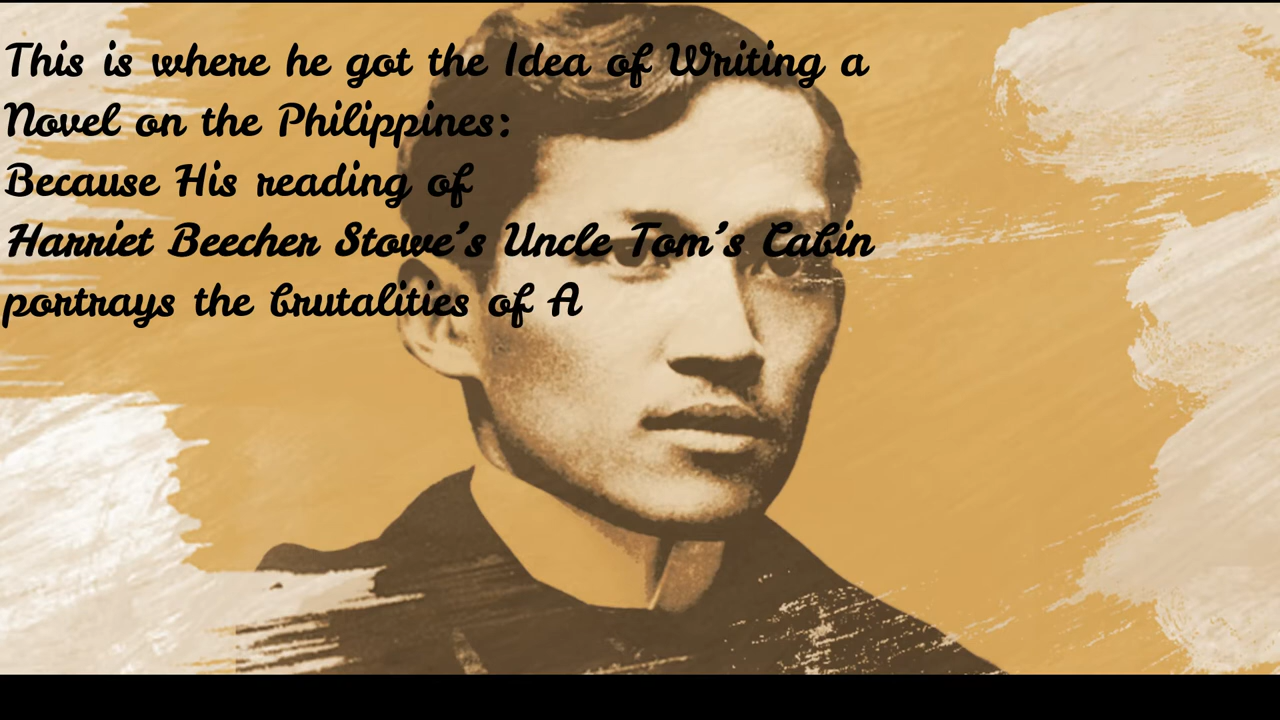 This is where he got the Idea of Writing a
Novel on the Philippines:
Because His reading of
Harriet Beecher Stowe's Uncle Tom's Cabin
portrays the brutalities of A